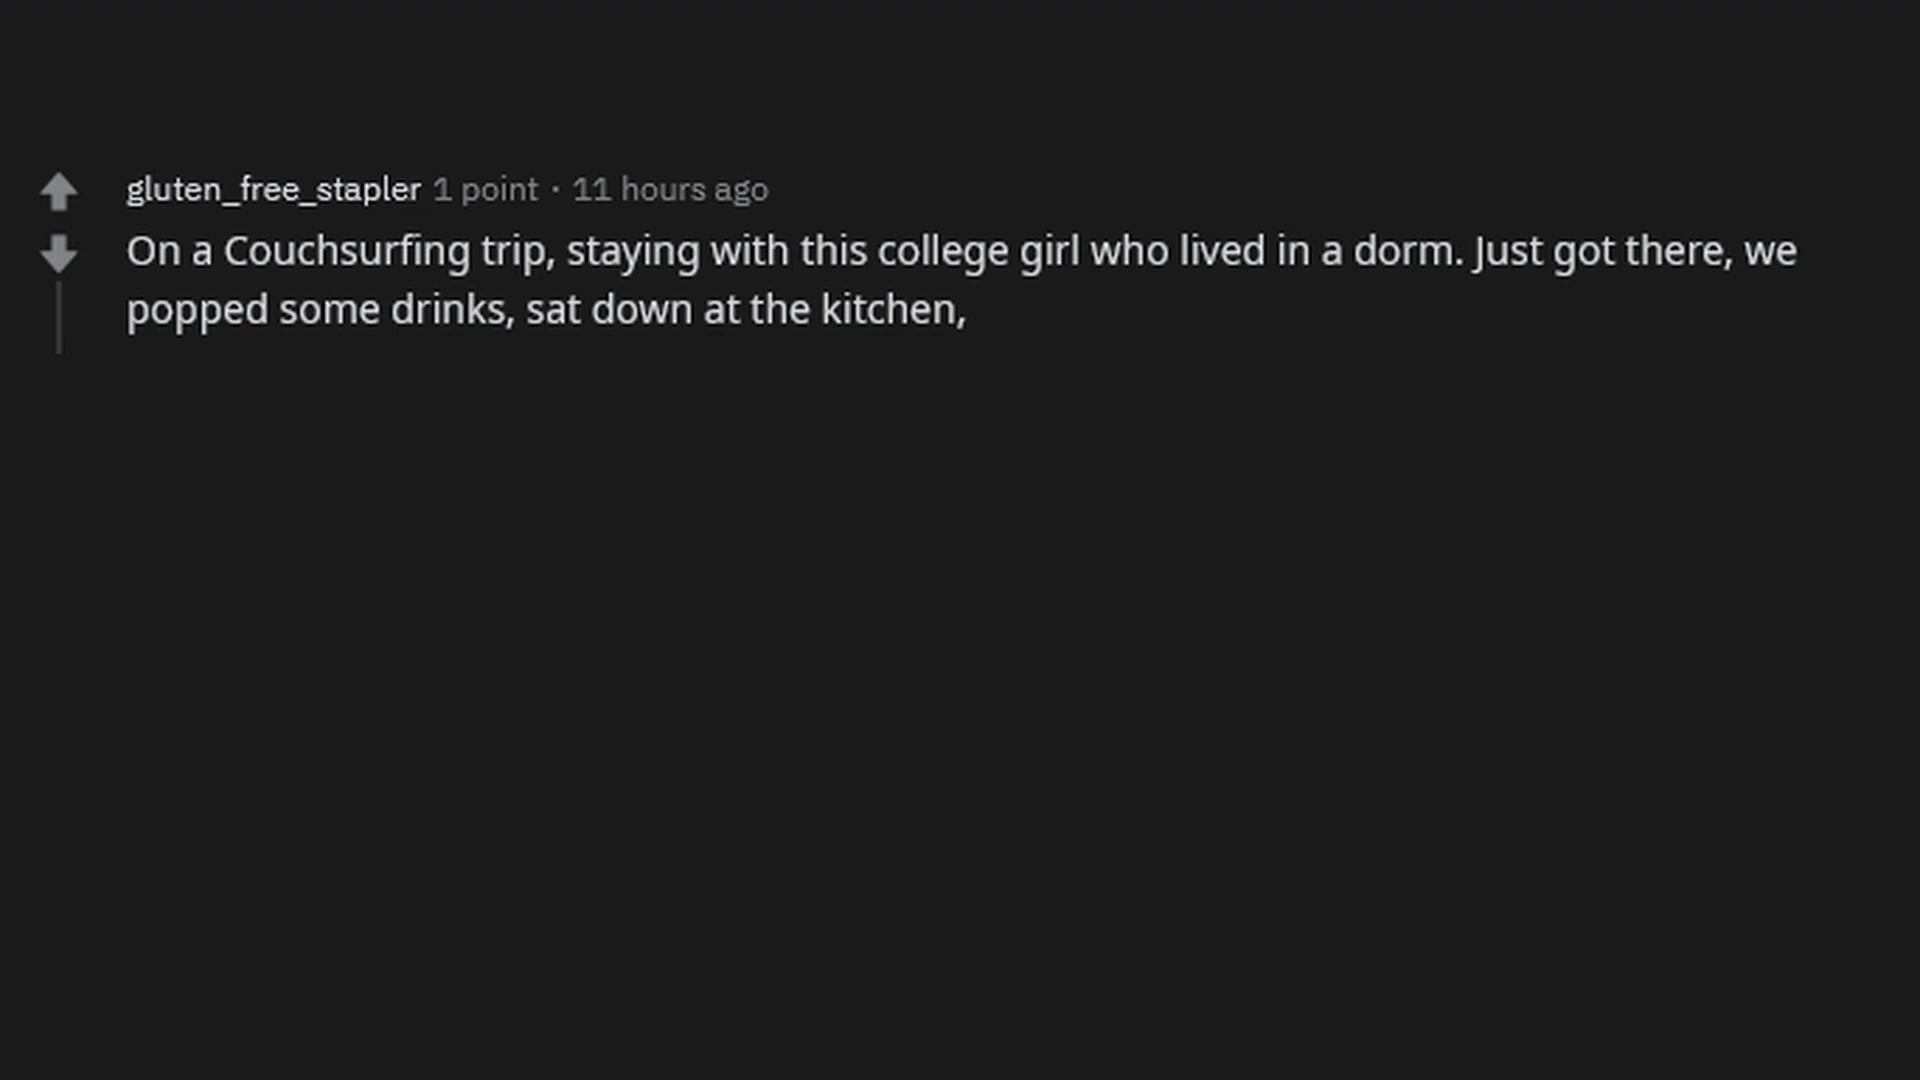 gluten_free_stapler 1 point · 11 hours ago
On a Couchsurfing trip, staying with this college girl who lived in a dorm. Just got there, we
popped some drinks, sat down at the kitchen,